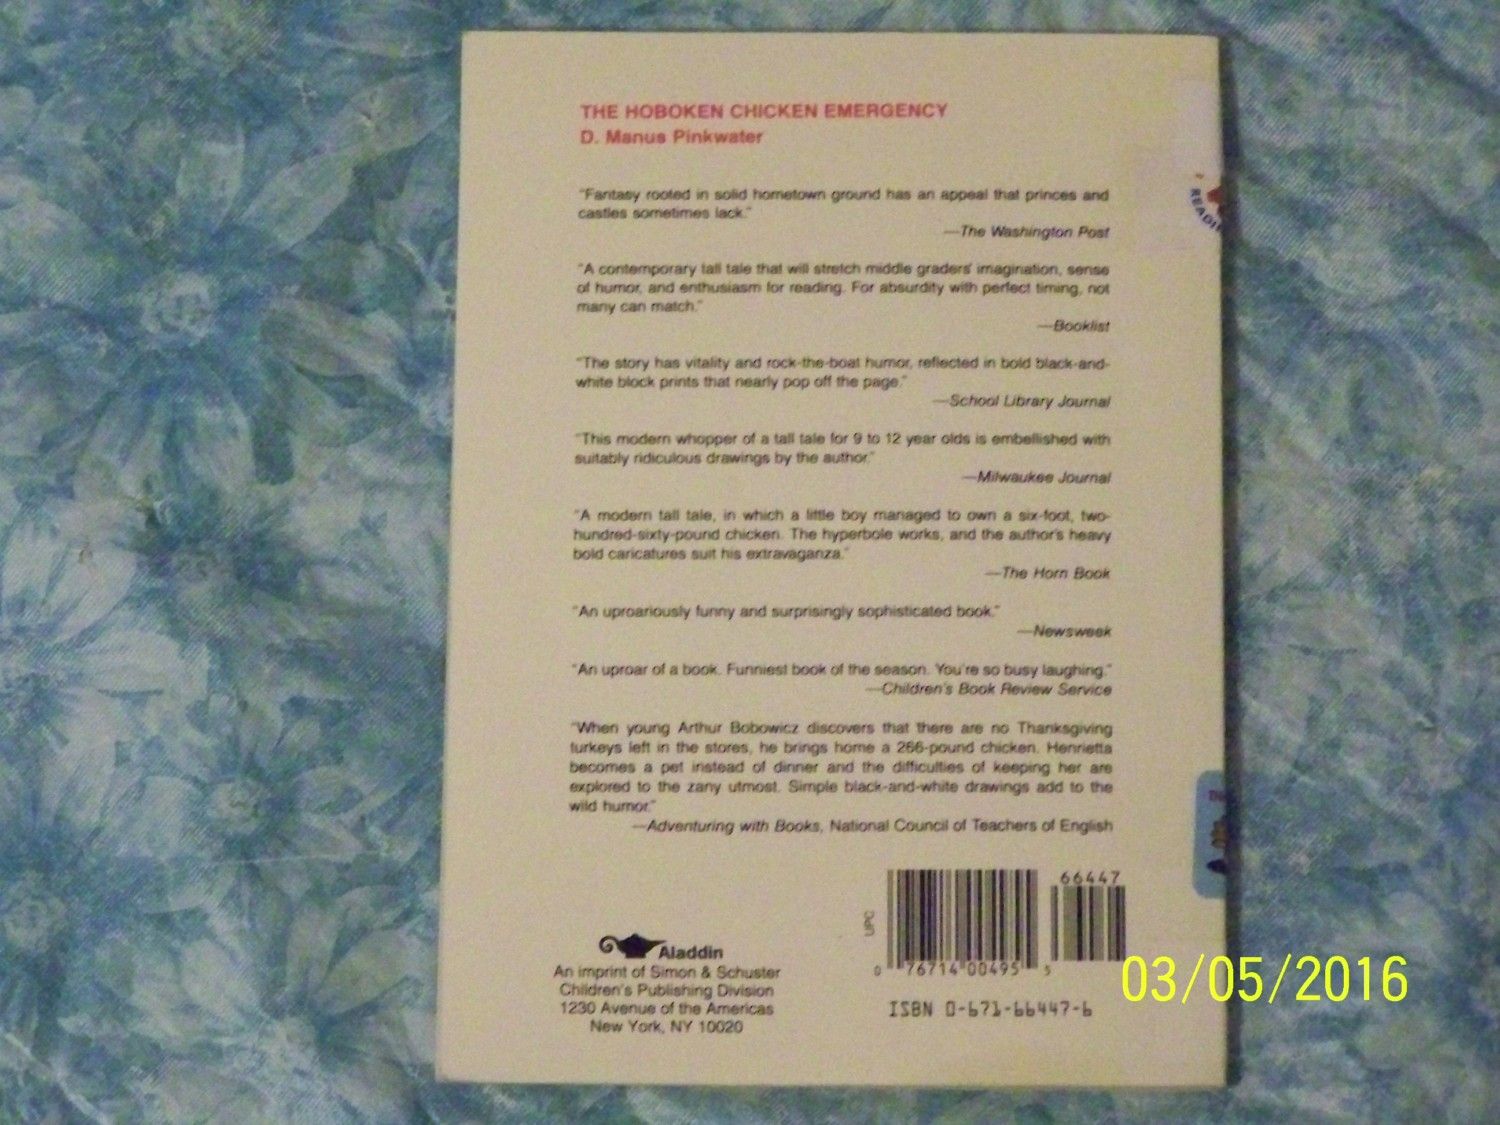 THE HOBOKEN CHICKEN EMERGENCY
D. Manus Pinkwater
"Fantasy rooted in solid hometown ground has an appeal that princes and
castles sometimes lack."
—The Washington Post
"A contemporary tall tale that will stretch middle graders' imagination, sense
of humor, and enthusiasm for reading. For absurdity with perfect timing, not
many can match."
—Booklist
"The story has vitality and rock-the-boat humor, reflected in bold black-and-
white block prints that nearly pop off the page."
—School Library Journal
"This modern whopper of a tall tale for 9 to 12 year olds is embellished with
suitably ridiculous drawings by the author."
—Milwaukee Journal
"A modern tall tale, in which a little boy managed to own a six-foot, two-
hundred-sixty-pound chicken. The hyperbole works, and the author's heavy
bold caricatures suit his extravaganza."
—The Horn Book
"An uproariously funny and surprisingly sophisticated book."
—Newsweek
"An uproar of a book. Funniest book of the season. You're so busy laughing."
—Children's Book Review Service
"When young Arthur Bobowicz discovers that there are no Thanksgiving
turkeys left in the stores, he brings home a 266-pound chicken. Henrietta
becomes a pet instead of dinner and the difficulties of keeping her are
explored to the zany utmost. Simple black-and-white drawings add to the
wild humor."
—Adventuring with Books, National Council of Teachers of English
Aladdin
An imprint of Simon & Schuster
Children's Publishing Division
1230 Avenue of the Americas
New York, NY 10020
UPC
66447
0 76714 00495 5
ISBN 0-671-66447-6
READI
03/05/2016